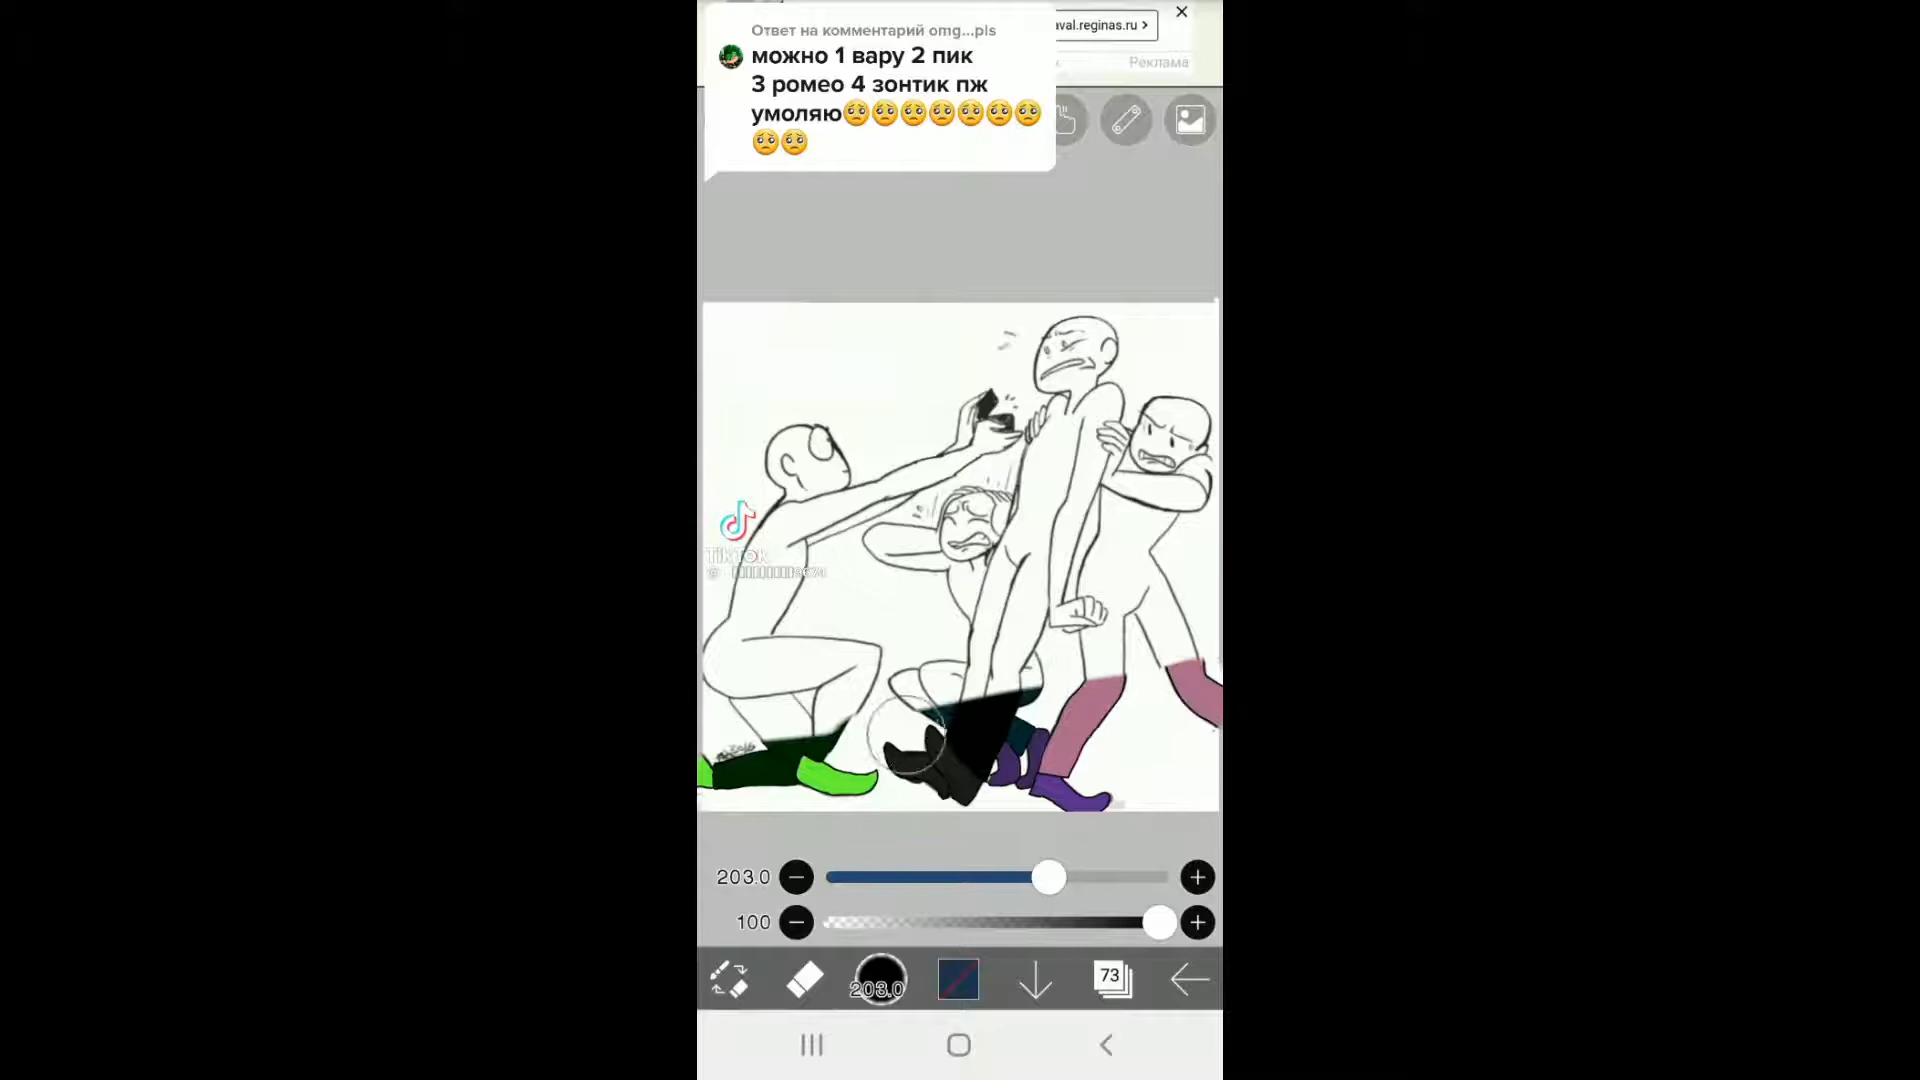 Ответ на комментарий omg...pls
можно 1 вару 2 пик
3 ромео 4 зонтик пж
умоляю🥺🥺🥺🥺🥺🥺🥺
🥺🥺
aval.reginas.ru
Реклама
TikTok
203.0
100
203.0
73